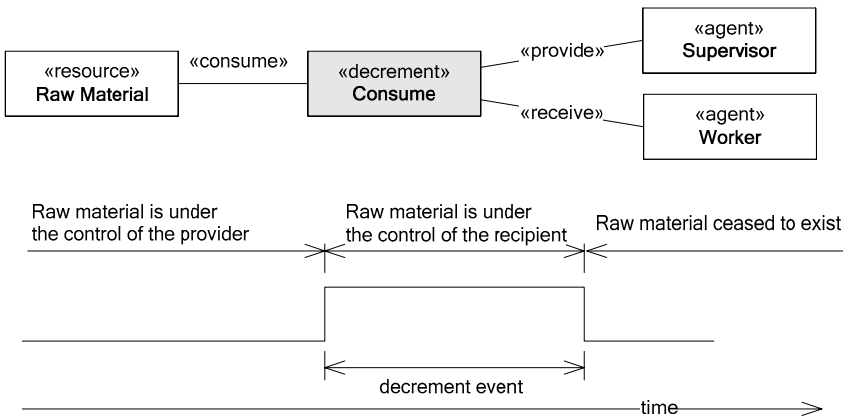 «resource»
Raw Material
«consume»
«decrement»
Consume
«provide»
«receive»
«agent»
Supervisor
«agent»
Worker
Raw material is under
the control of the provider
Raw material is under
the control of the recipient
Raw material ceased to exist
decrement event
time